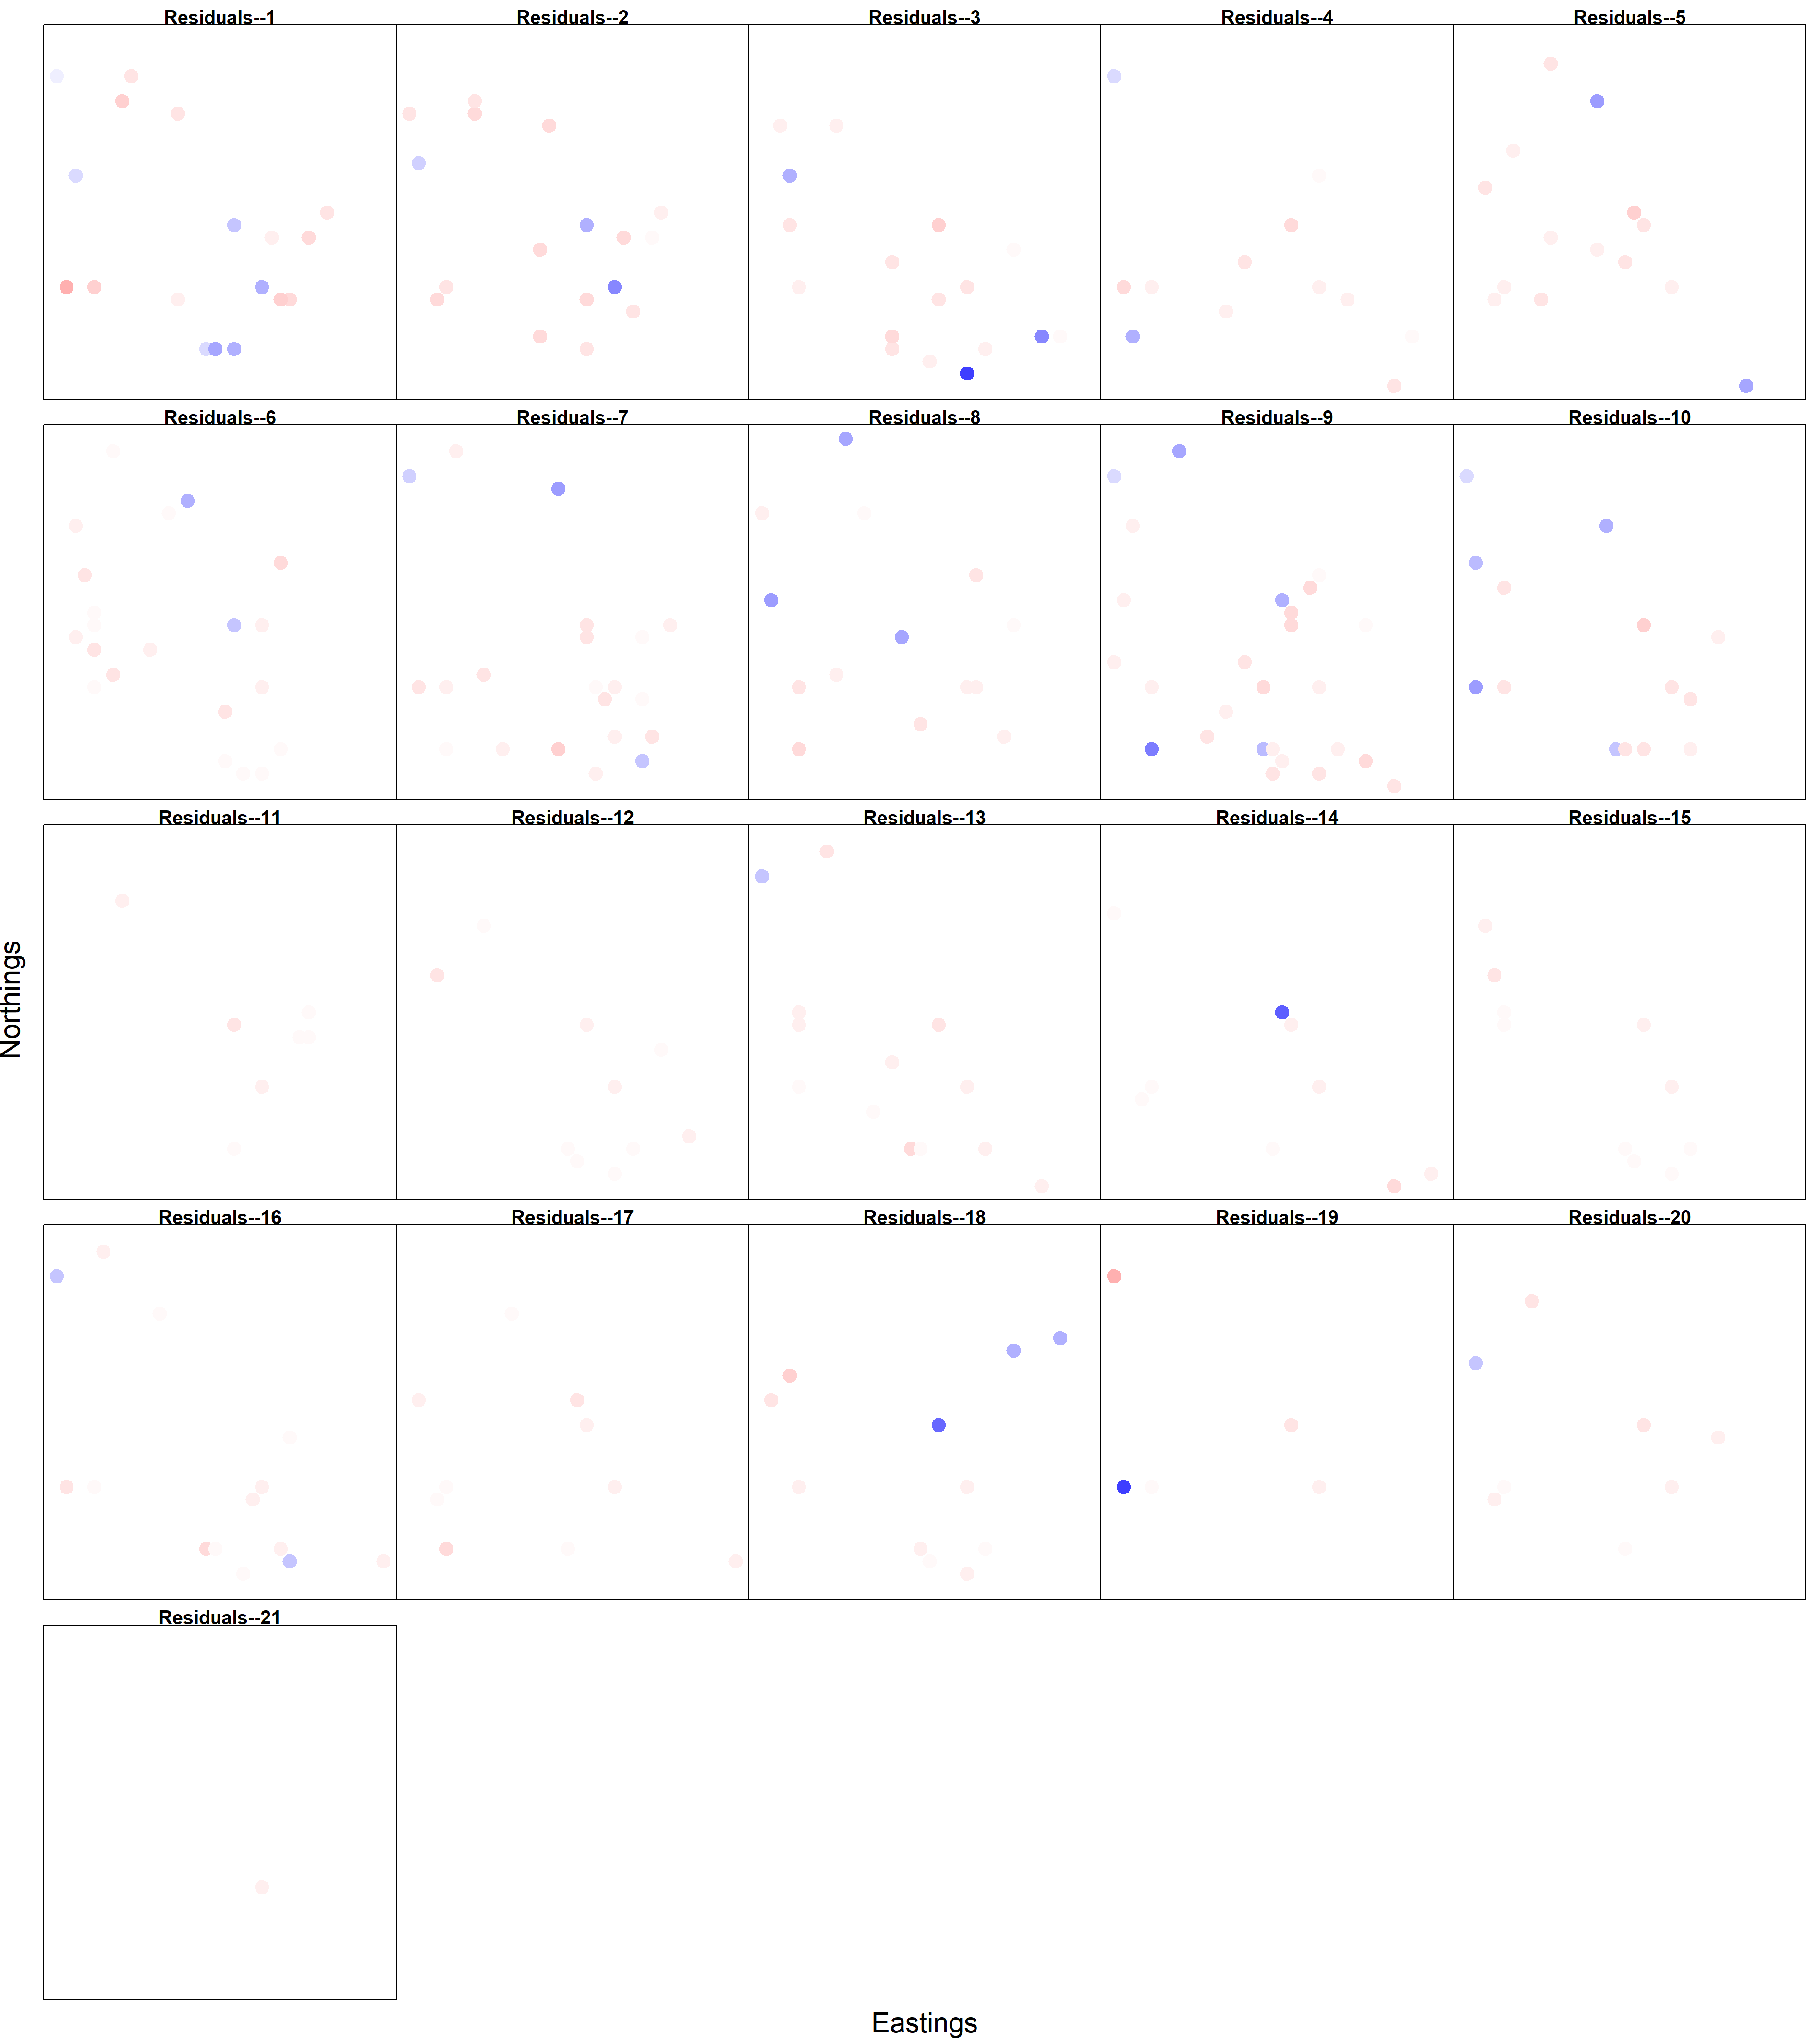 Residuals--1
Residuals--2
Residuals--3
Residuals--4
Residuals--5
Residuals--6
Residuals--7
Residuals--8
Residuals--9
Residuals--10
Residuals--11
Residuals--12
Residuals--13
Residuals--14
Residuals--15
Northings
Residuals--16
Residuals--17
Residuals--18
Residuals--19
Residuals--20
Residuals--21
Eastings